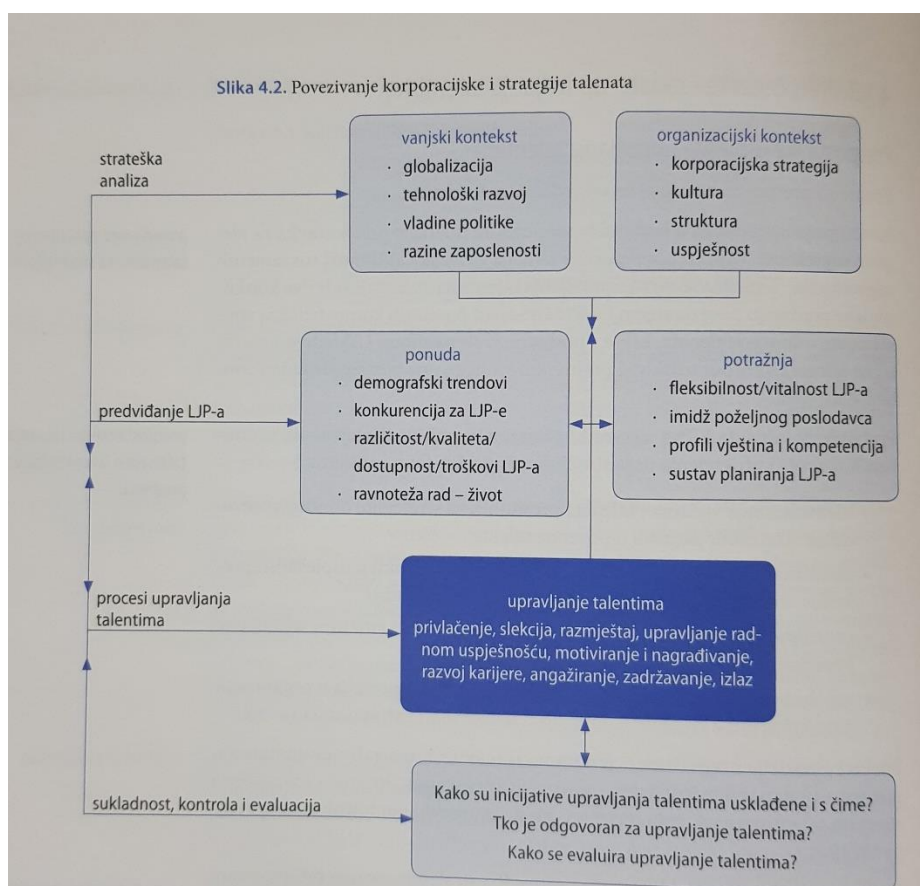 Slika 4.2. Povezivanje korporacijske i strategije talenata
strateška
analiza
vanjski kontekst
· globalizacija
· tehnološki razvoj
· vladine politike
· razine zaposlenosti
organizacijski kontekst
· korporacijska strategija
· kultura
· struktura
· uspješnost
predviđanje LJP-a
ponuda
· demografski trendovi
· konkurencija za LJP-e
· različitost/kvaliteta/
dostupnost/troškovi LJP-a
· ravnoteža rad – život
potražnja
· fleksibilnost/vitalnost LJP-a
· imidž poželjnog poslodavca
· profili vještina i kompetencija
· sustav planiranja LJP-a
procesi upravljanja
talentima
upravljanje talentima
privlačenje, slekcija, razmještaj, upravljanje rad-
nom uspješnošću, motiviranje i nagrađivanje,
razvoj karijere, angažiranje, zadržavanje, izlaz
sukladnost, kontrola i evaluacija
Kako su inicijative upravljanja talentima usklađene i s čime?
Tko je odgovoran za upravljanje talentima?
Kako se evaluira upravljanje talentima?